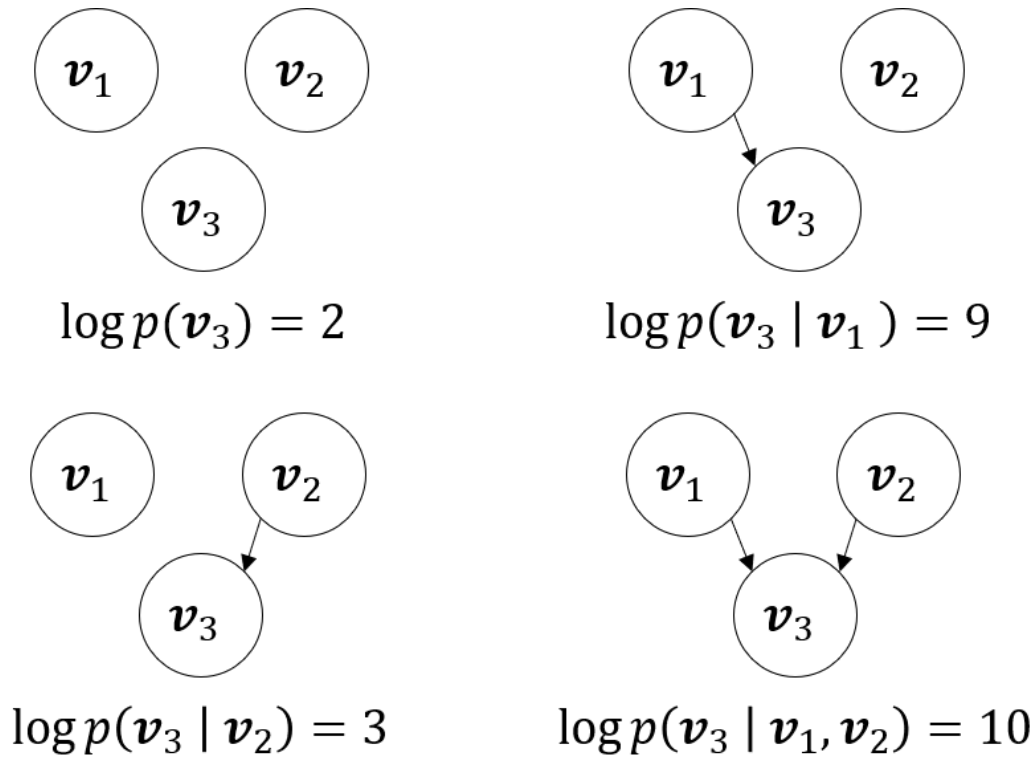 v₁ v₂ v₁ v₂
v₃ v₃
log p(v₃) = 2 log p(v₃ | v₁ ) = 9
v₁ v₂ v₁ v₂
v₃ v₃
log p(v₃ | v₂) = 3 log p(v₃ | v₁, v₂) = 10